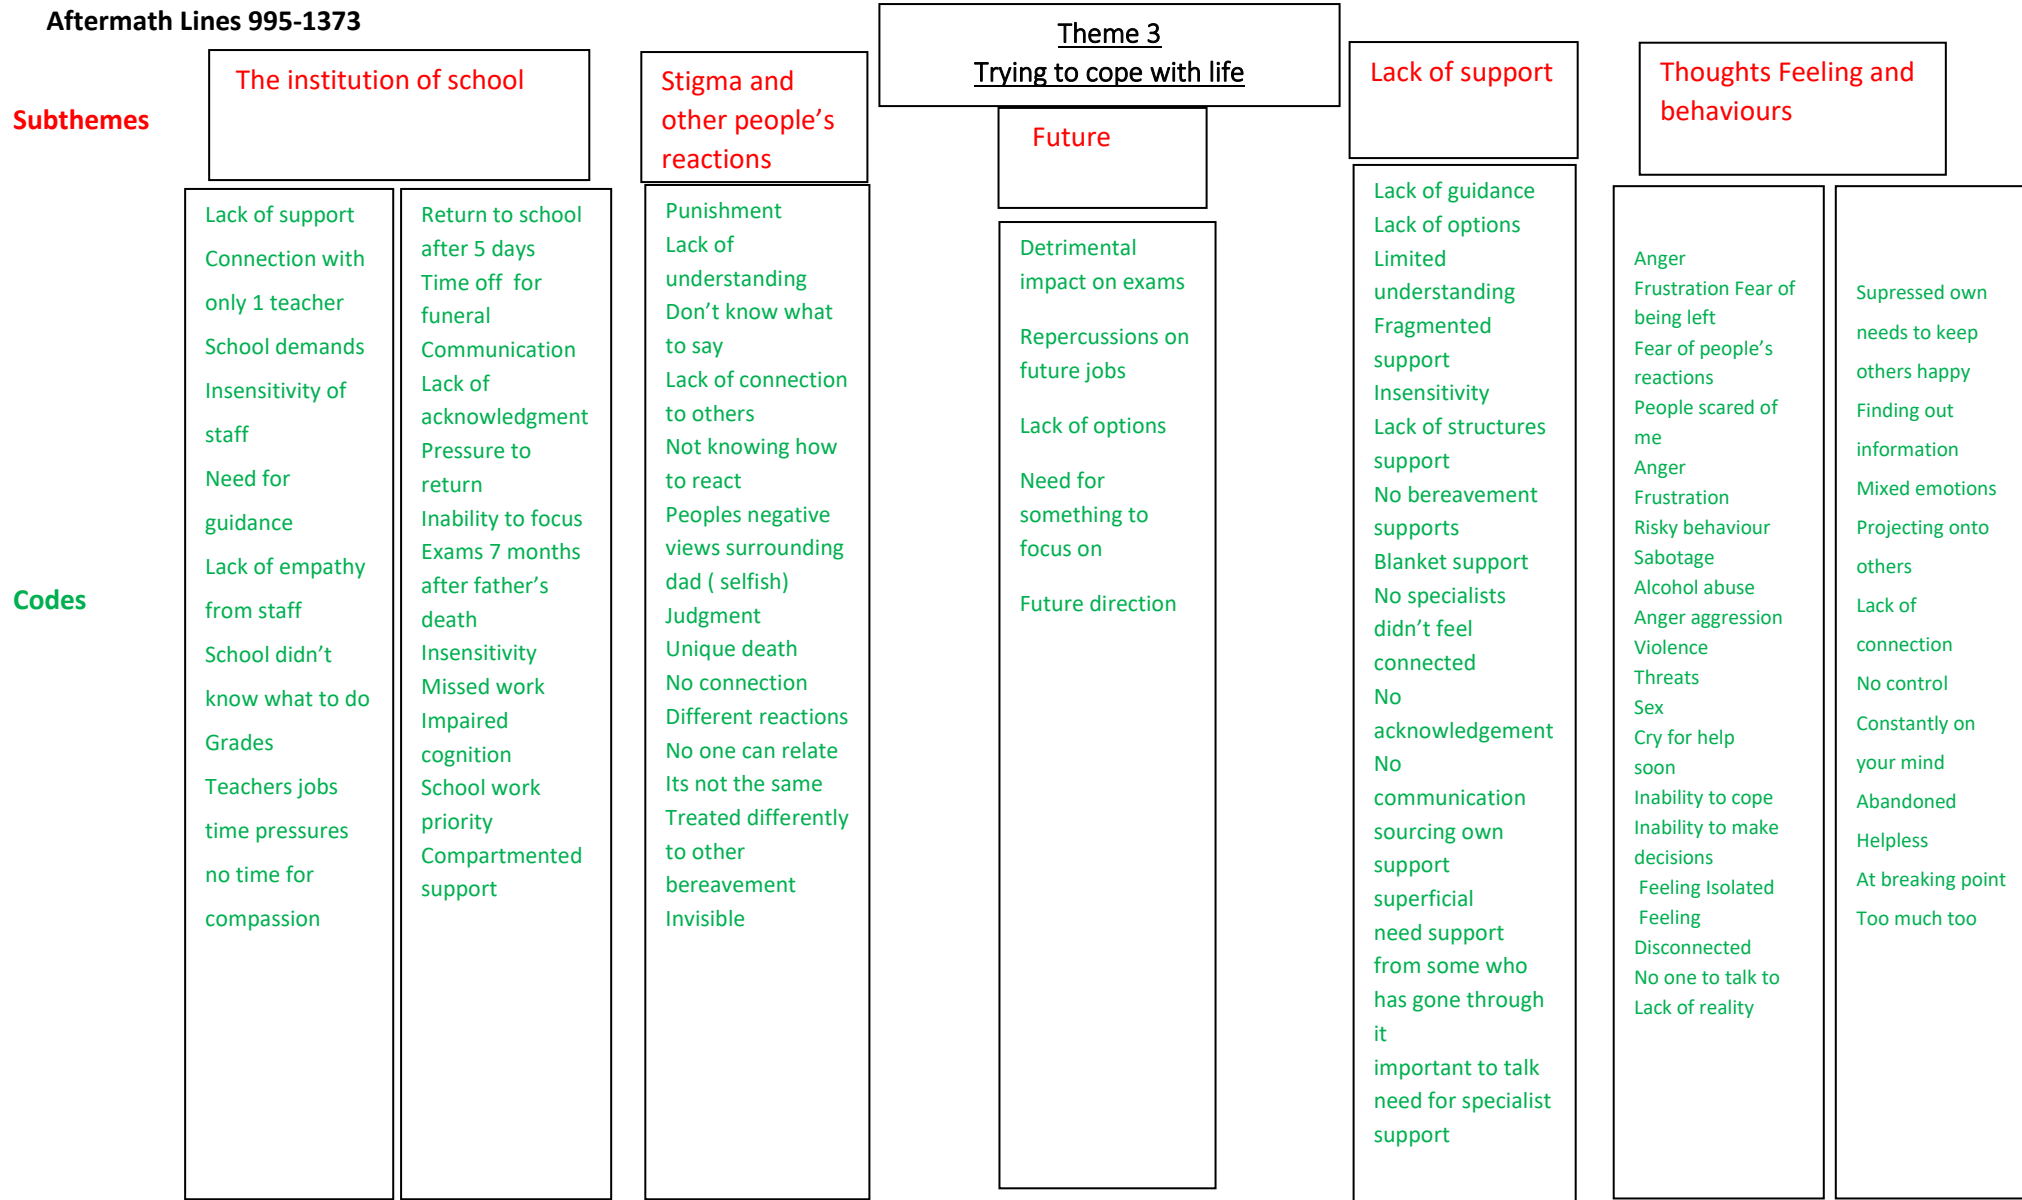 Aftermath Lines 995-1373
Theme 3
Trying to cope with life
Subthemes
The institution of school
Stigma and
other people’s
reactions
Future
Lack of support
Thoughts Feeling and
behaviours
Codes
Lack of support
Connection with
only 1 teacher
School demands
Insensitivity of
staff
Need for
guidance
Lack of empathy
from staff
School didn’t
know what to do
Grades
Teachers jobs
time pressures
no time for
compassion
Return to school
after 5 days
Time off  for
funeral
Communication
Lack of
acknowledgment
Pressure to
return
Inability to focus
Exams 7 months
after father’s
death
Insensitivity
Missed work
Impaired
cognition
School work
priority
Compartmented
support
Punishment
Lack of
understanding
Don’t know what
to say
Lack of connection
to others
Not knowing how
to react
Peoples negative
views surrounding
dad ( selfish)
Judgment
Unique death
No connection
Different reactions
No one can relate
Its not the same
Treated differently
to other
bereavement
Invisible
Detrimental
impact on exams
Repercussions on
future jobs
Lack of options
Need for
something to
focus on
Future direction
Lack of guidance
Lack of options
Limited
understanding
Fragmented
support
Insensitivity
Lack of structures
support
No bereavement
supports
Blanket support
No specialists
didn’t feel
connected
No
acknowledgement
No
communication
sourcing own
support
superficial
need support
from some who
has gone through
it
important to talk
need for specialist
support
Anger
Frustration Fear of
being left
Fear of people’s
reactions
People scared of
me
Anger
Frustration
Risky behaviour
Sabotage
Alcohol abuse
Anger aggression
Violence
Threats
Sex
Cry for help
soon
Inability to cope
Inability to make
decisions
Feeling Isolated
Feeling
Disconnected
No one to talk to
Lack of reality
Supressed own
needs to keep
others happy
Finding out
information
Mixed emotions
Projecting onto
others
Lack of
connection
No control
Constantly on
your mind
Abandoned
Helpless
At breaking point
Too much too